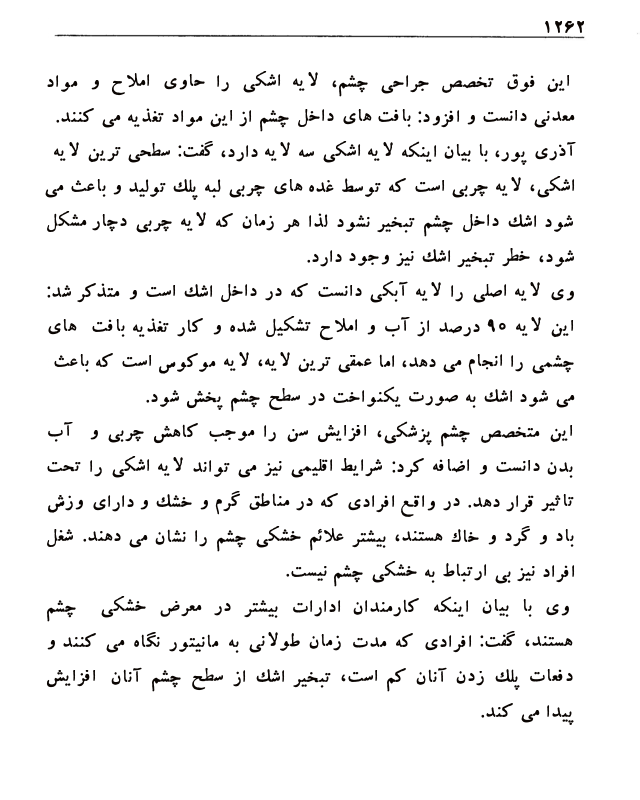 ۱۲۶۲
این فوق تخصص جراحی چشم، لایه اشکی را حاوی املاح و مواد
معدنی دانست و افزود: بافت های داخل چشم از این مواد تغذیه می کنند.
آذری پور، با بیان اینکه لایه اشکی سه لایه دارد، گفت: سطحی ترین لایه
اشکی، لایه چربی است که توسط غده های چربی لبه پلك تولید و باعث می
شود اشك داخل چشم تبخیر نشود لذا هر زمان که لایه چربی دچار مشکل
شود، خطر تبخیر اشك نیز وجود دارد.
وی لایه اصلی را لایه آبکی دانست که در داخل اشك است و متذکر شد:
این لایه ۹۰ درصد از آب و املاح تشکیل شده و کار تغذیه بافت های
چشمی را انجام می دهد، اما عمقی ترین لایه، لایه موکوس است که باعث
می شود اشك به صورت یکنواخت در سطح چشم پخش شود.
این متخصص چشم پزشکی، افزایش سن را موجب کاهش چربی و آب
بدن دانست و اضافه کرد: شرایط اقلیمی نیز می تواند لایه اشکی را تحت
تاثیر قرار دهد. در واقع افرادی که در مناطق گرم و خشك و دارای وزش
باد و گرد و خاك هستند، بیشتر علائم خشکی چشم را نشان می دهند. شغل
افراد نیز بی ارتباط به خشکی چشم نیست.
وی با بیان اینکه کارمندان ادارات بیشتر در معرض خشکی چشم
هستند، گفت: افرادی که مدت زمان طولانی به مانیتور نگاه می کنند و
دفعات پلك زدن آنان کم است، تبخیر اشك از سطح چشم آنان افزایش
پیدا می کند.